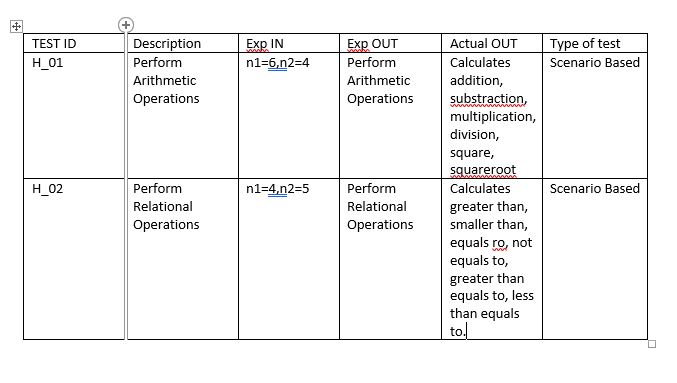 TEST ID Description Exp IN Exp OUT Actual OUT Type of test
H_01 Perform n1=6,n2=4 Perform Calculates Scenario Based
Arithmetic Arithmetic addition,
Operations Operations substraction,
multiplication,
division,
square,
squareroot
H_02 Perform n1=4,n2=5 Perform Calculates Scenario Based
Relational Relational greater than,
Operations Operations smaller than,
equals ro, not
equals to,
greater than
equals to, less
than equals
to.